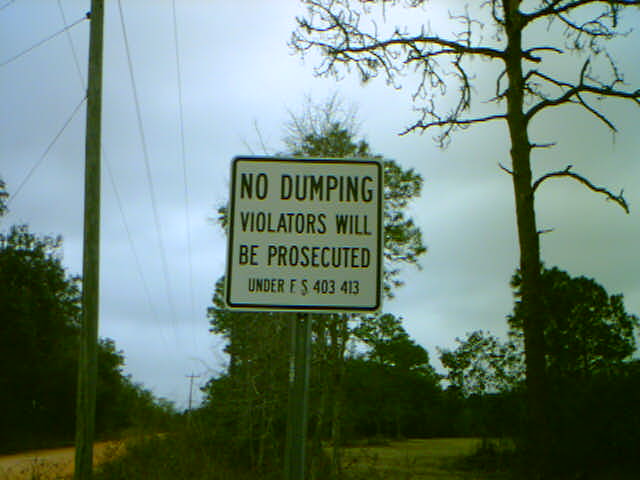 NO DUMPING
VIOLATORS WILL
BE PROSECUTED
UNDER F. S. 403 413